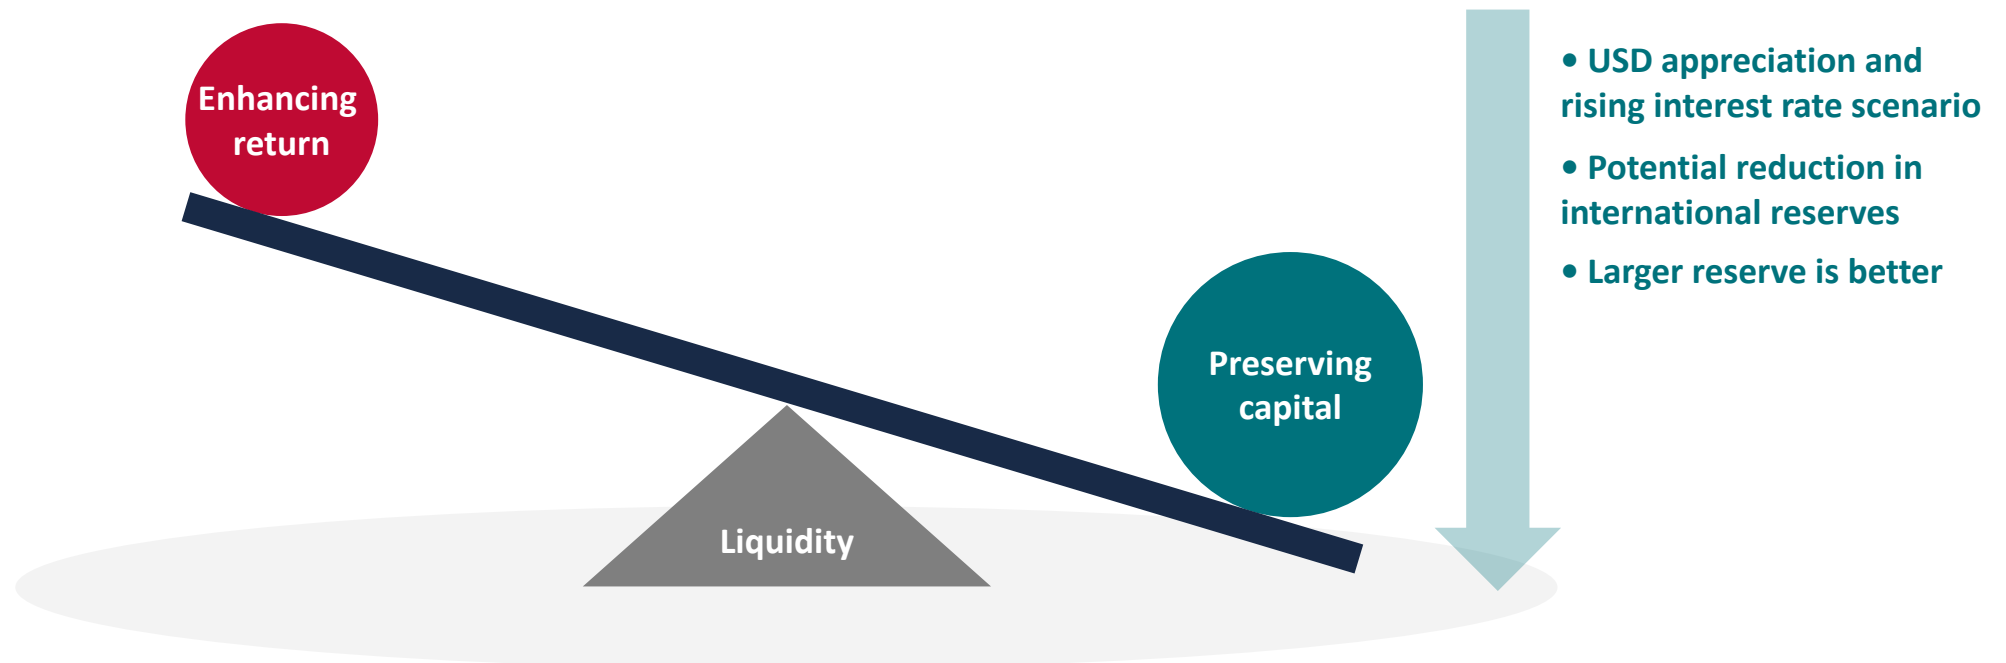 Enhancing
return
Preserving
capital
Liquidity
• USD appreciation and
rising interest rate scenario
• Potential reduction in
international reserves
• Larger reserve is better